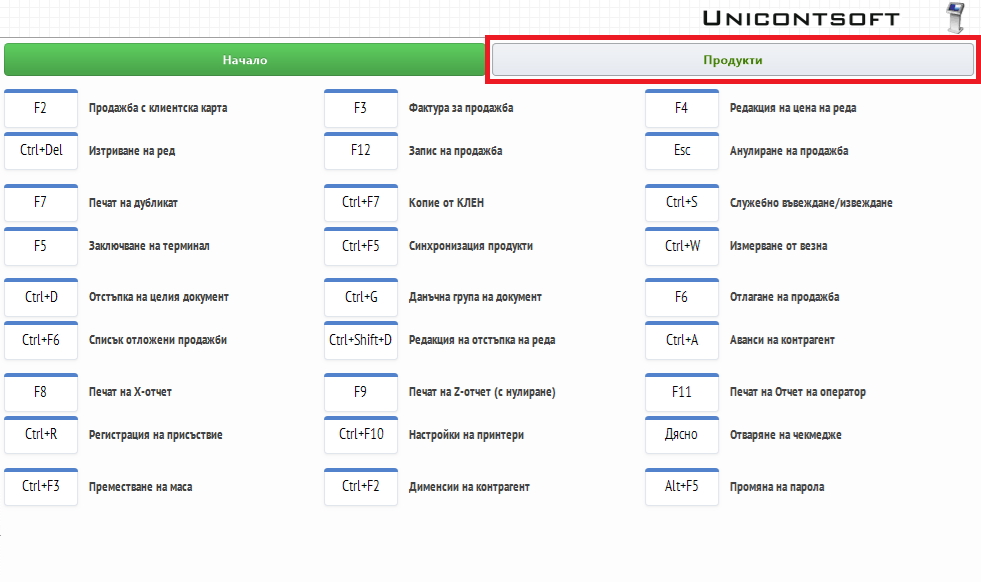 UNICONTSOFT
Начало Продукти
F2 Продажба с клиентска карта F3 Фактура за продажба F4 Редакция на цена на реда
Ctrl+Del Изтриване на ред F12 Запис на продажба Esc Анулиране на продажба
F7 Печат на дубликат Ctrl+F7 Копие от КЛЕН Ctrl+S Служебно въвеждане/извеждане
F5 Заключване на терминал Ctrl+F5 Синхронизация продукти Ctrl+W Измерване от везна
Ctrl+D Отстъпка на целия документ Ctrl+G Данъчна група на документ F6 Отлагане на продажба
Ctrl+F6 Списък отложени продажби Ctrl+Shift+D Редакция на отстъпка на реда Ctrl+A Аванси на контрагент
F8 Печат на X-отчет F9 Печат на Z-отчет (с нулиране) F11 Печат на Отчет на оператор
Ctrl+R Регистрация на присъствие Ctrl+F10 Настройки на принтери Дясно Отваряне на чекмедже
Ctrl+F3 Преместване на маса Ctrl+F2 Дименсии на контрагент Alt+F5 Промяна на парола